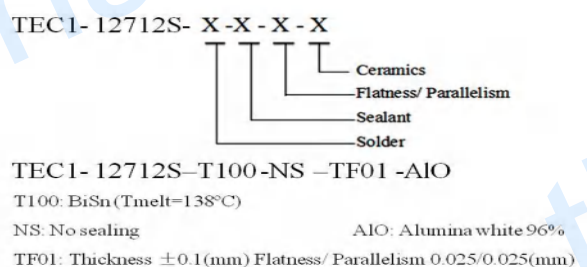 TEC1- 12712S- X -X - X - X
Ceramics
Flatness/ Parallelism
Sealant
Solder
TEC1- 12712S–T100 -NS –TF01 -AlO
T100: BiSn (Tmelt=138°C)
NS: No sealing AlO: Alumina white 96%
TF01: Thickness ±0.1(mm) Flatness/ Parallelism 0.025/0.025(mm)